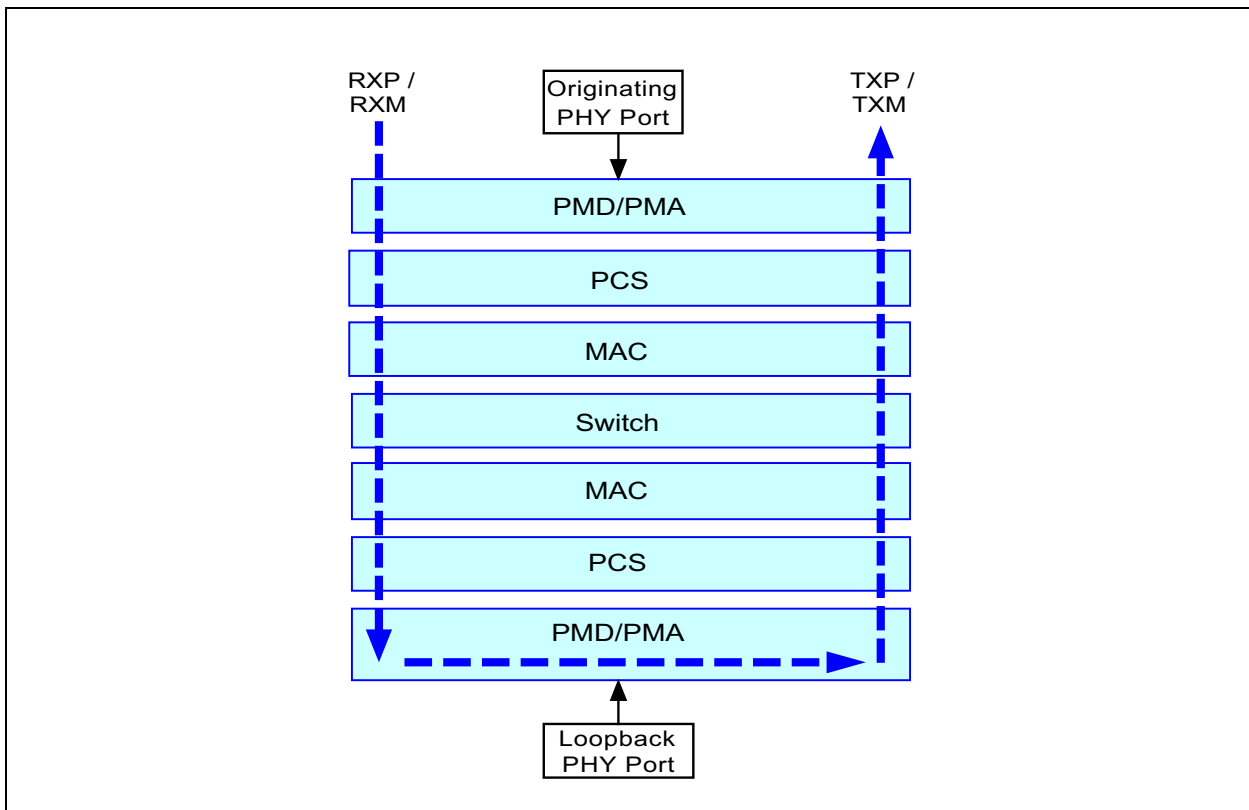 RXP /
RXM
Originating
PHY Port
TXP /
TXM
PMD/PMA
PCS
MAC
Switch
MAC
PCS
PMD/PMA
Loopback
PHY Port